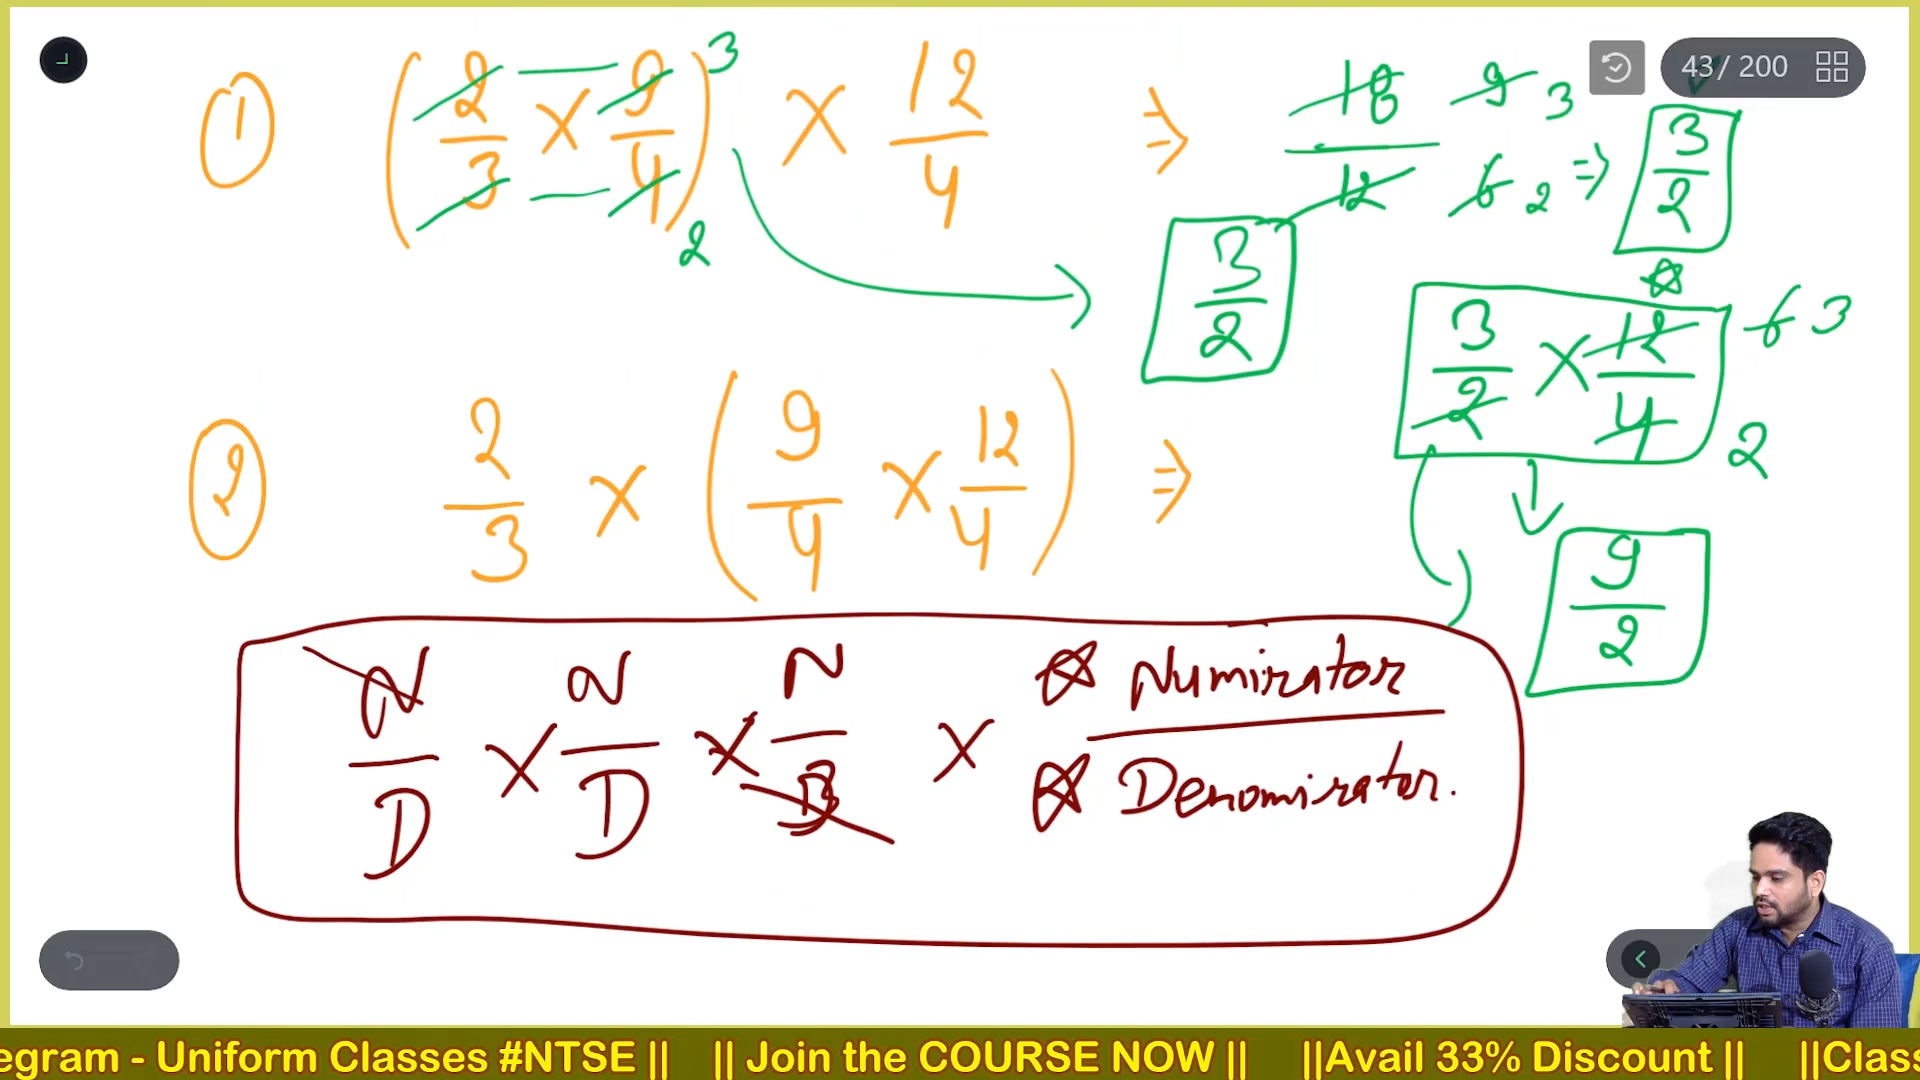 43/ 200
① (2/3 × 9/4) 3 2 × 12/4 ⇒ 18/12 9 3 6 2 ⇒ 3/2
3/2
3/2 × 12/4 6 3 2
② 2/3 × (9/4 × 12/4) ⇒
9/2
N/D × N/D × N/D × Numirator/Denomirator.
egram - Uniform Classes #NTSE || || Join the COURSE NOW || ||Avail 33% Discount || ||Class